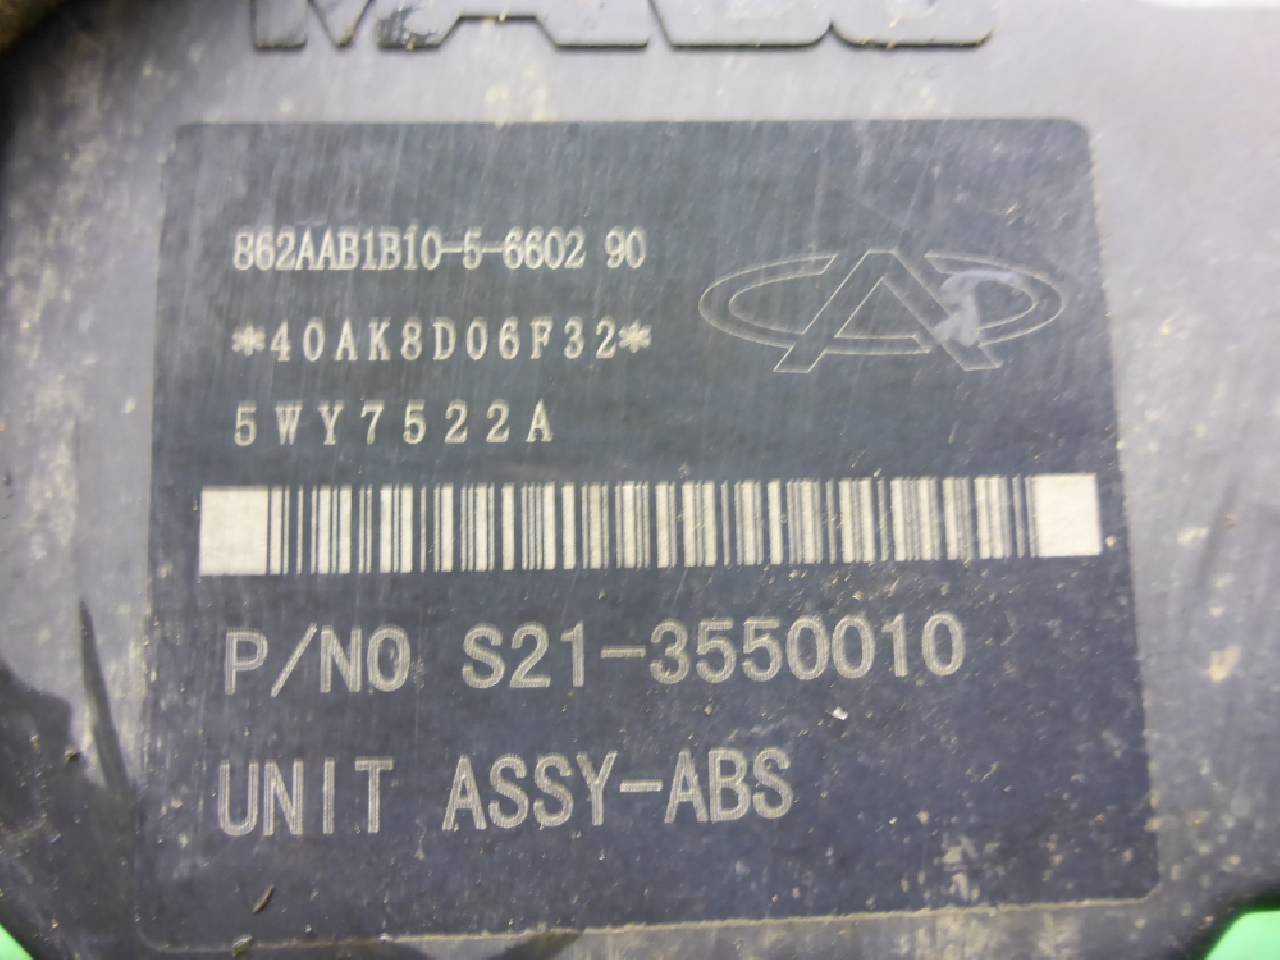 862AAB1B10-5-6602 90
*40AK8D06F32*
5WY7522A
P/NO S21-3550010
UNIT ASSY-ABS